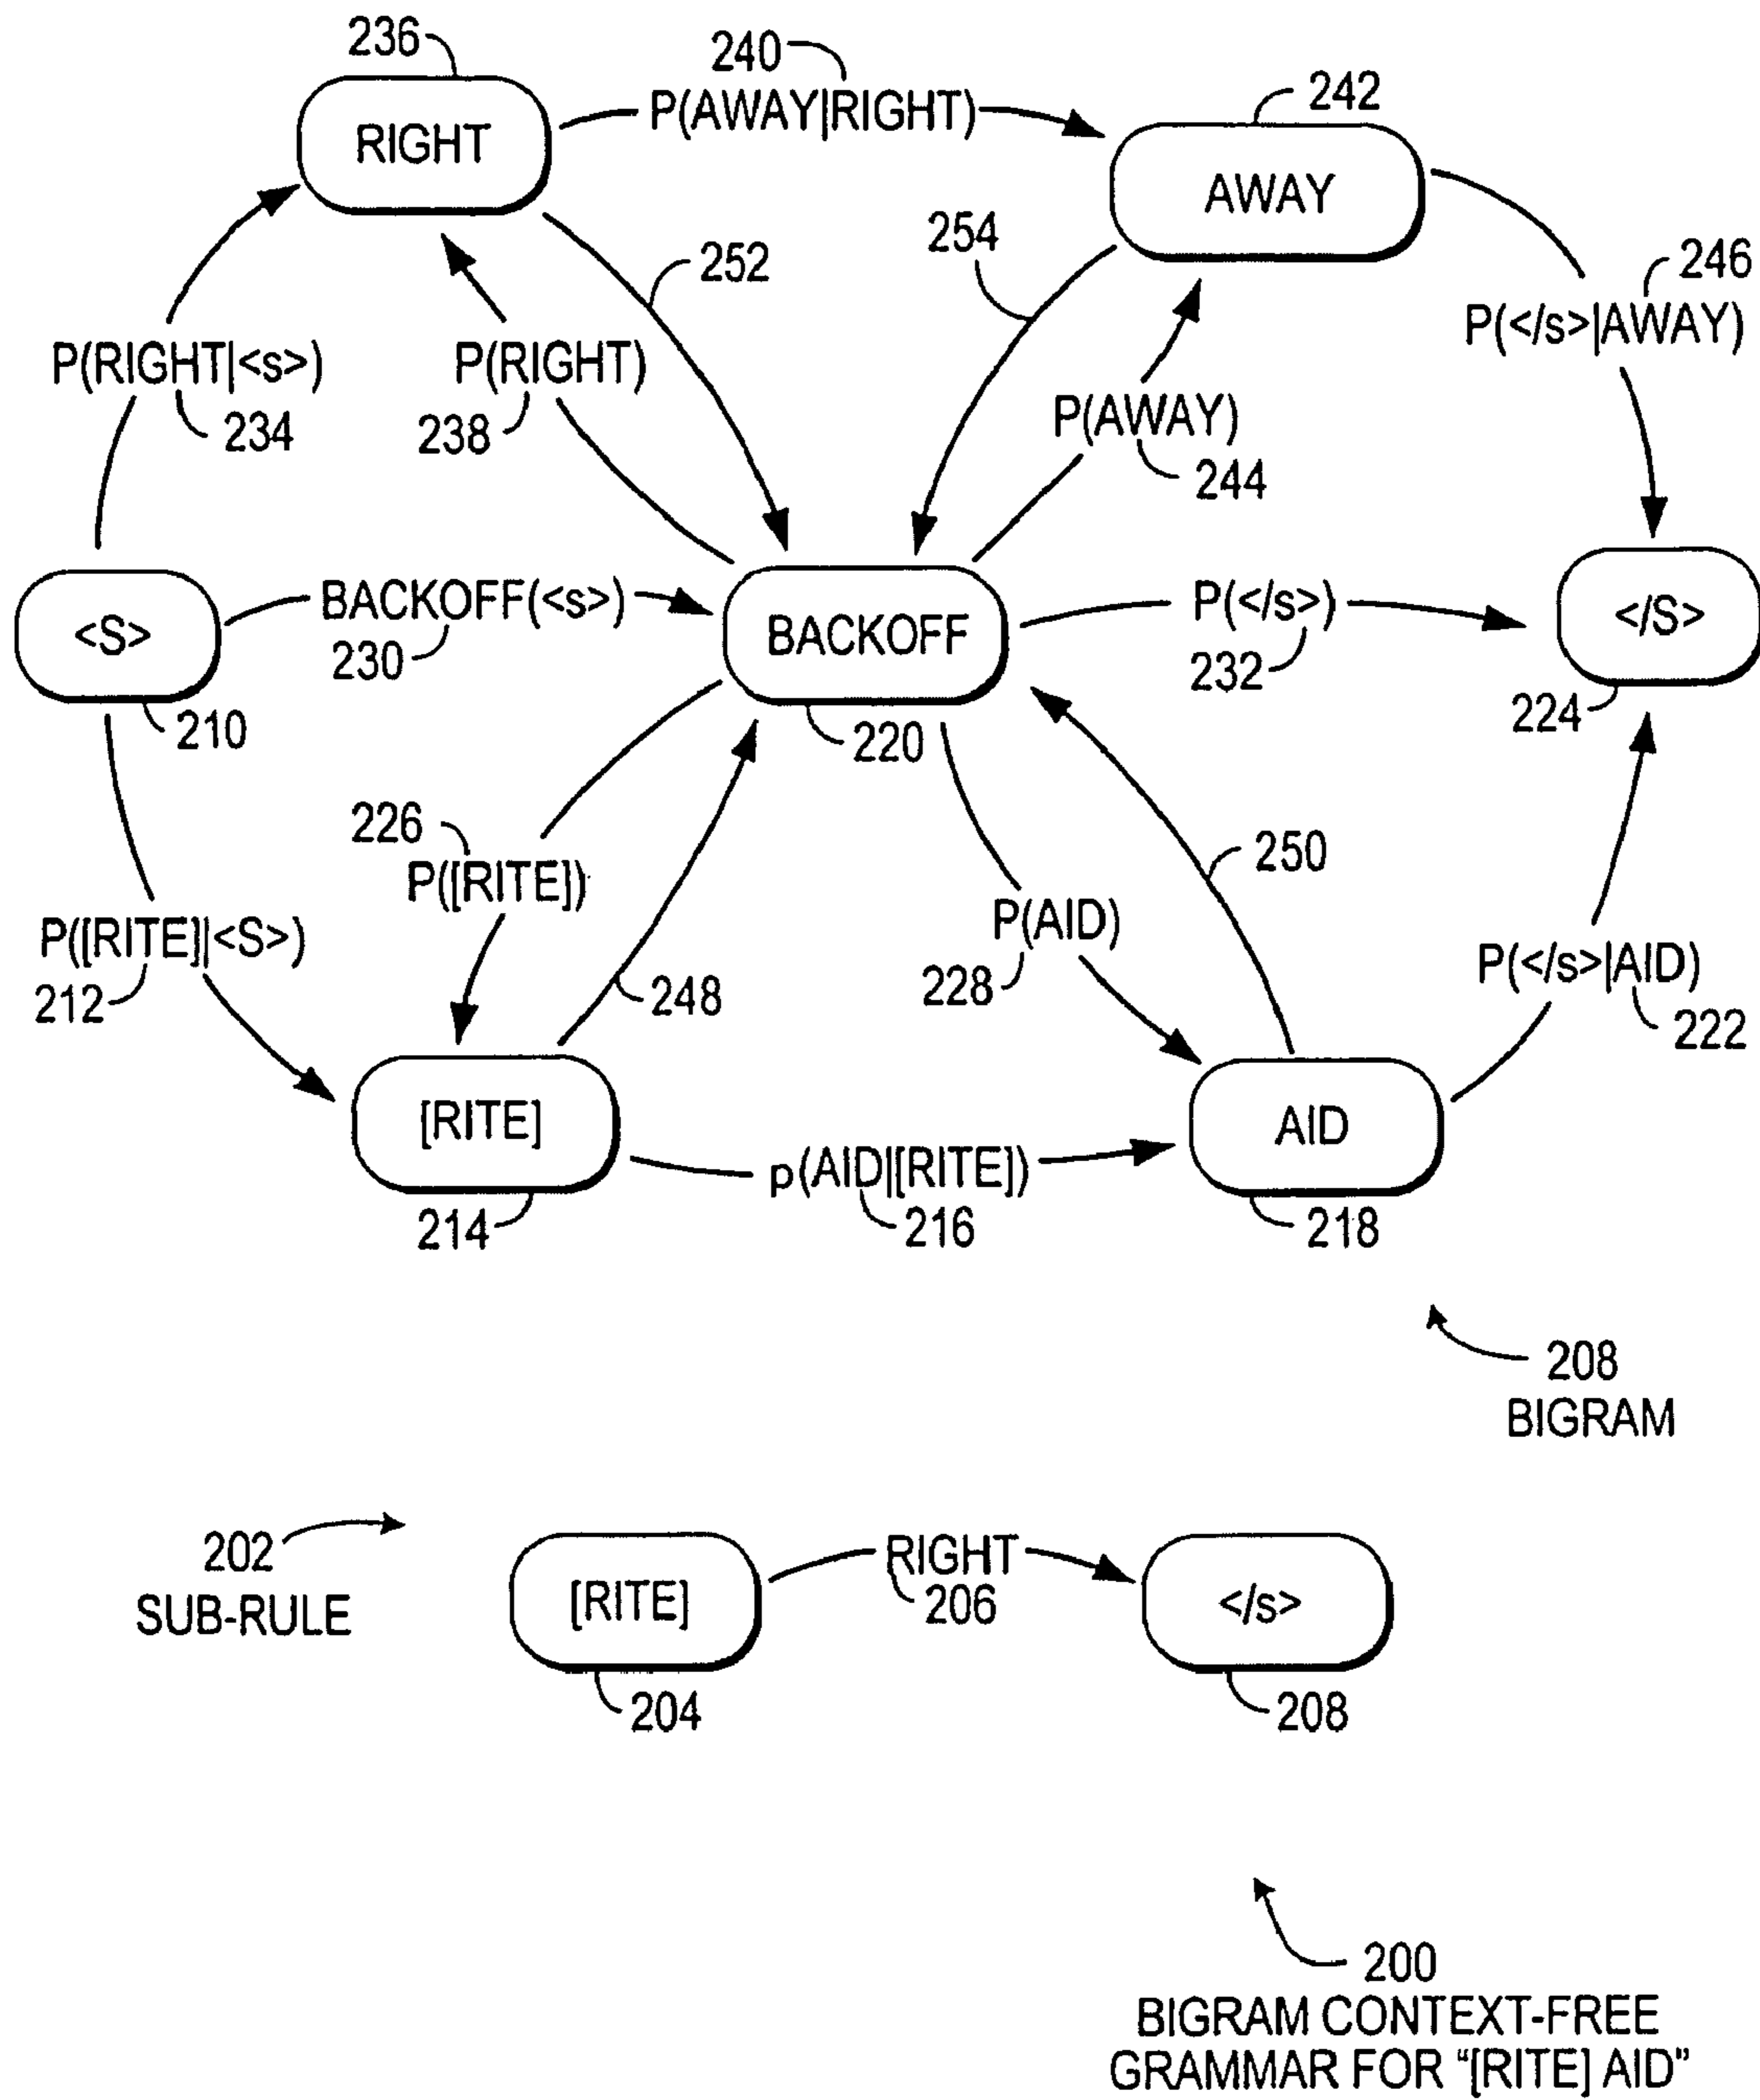 236
240
P(AWAY|RIGHT)
242
RIGHT
AWAY
252
254
246
P(</s>|AWAY)
P(RIGHT|<s>)
234
P(RIGHT)
238
P(AWAY)
244
<S>
210
BACKOFF(<s>)
230
BACKOFF
220
P(</s>)
232
</S>
224
226
P([RITE])
250
P([RITE]|<S>)
212
248
P(AID)
228
P(</s>|AID)
222
[RITE]
214
p(AID|[RITE])
216
AID
218
208
BIGRAM
202
SUB-RULE
[RITE]
204
RIGHT
206
</s>
208
200
BIGRAM CONTEXT-FREE
GRAMMAR FOR “[RITE] AID”